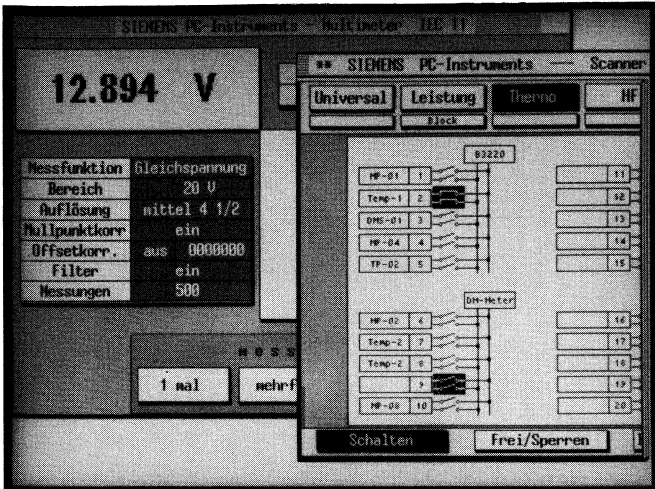 SIEMENS PC-Instruments - Multimeter IEC 11
12.894 V
Messfunktion Gleichspannung
Bereich 20 V
Auflösung mittel 4 1/2
Nullpunktkorr ein
Offsetkorr. aus 0000000
Filter ein
Messungen 500
m e s s
1 mal mehrf
** SIEMENS PC-Instruments — Scanner
Universal Leistung Thermo HF
Block
B3220
MP-01 1 11
Temp-1 2 12
DMS-01 3 13
MP-04 4 14
TP-02 5 15
DM-Meter
MP-02 6 16
Temp-2 7 17
Temp-2 8 18
9 19
MP-08 10 20
Schalten Frei/Sperren